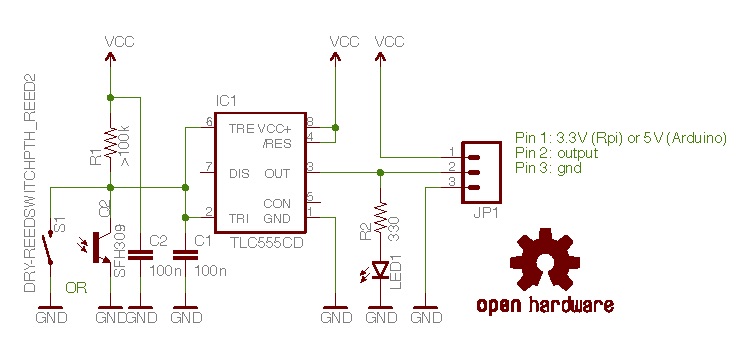 VCC
VCC
VCC
IC1
6
TRE
VCC+
8
/RES
4
R1
>100k
7
DIS
OUT
3
CON
5
2
TRI
GND
1
TLC555CD
1
2
3
JP1
Pin 1: 3.3V (Rpi) or 5V (Arduino)
Pin 2: output
Pin 3: gnd
DRY-REEDSWITCHPTH_REED2
S1
OR
Q2
SFH309
C2
100n
C1
100n
R2
330
LED1
GND
GND
GND
GND
GND
GND
GND
open hardware